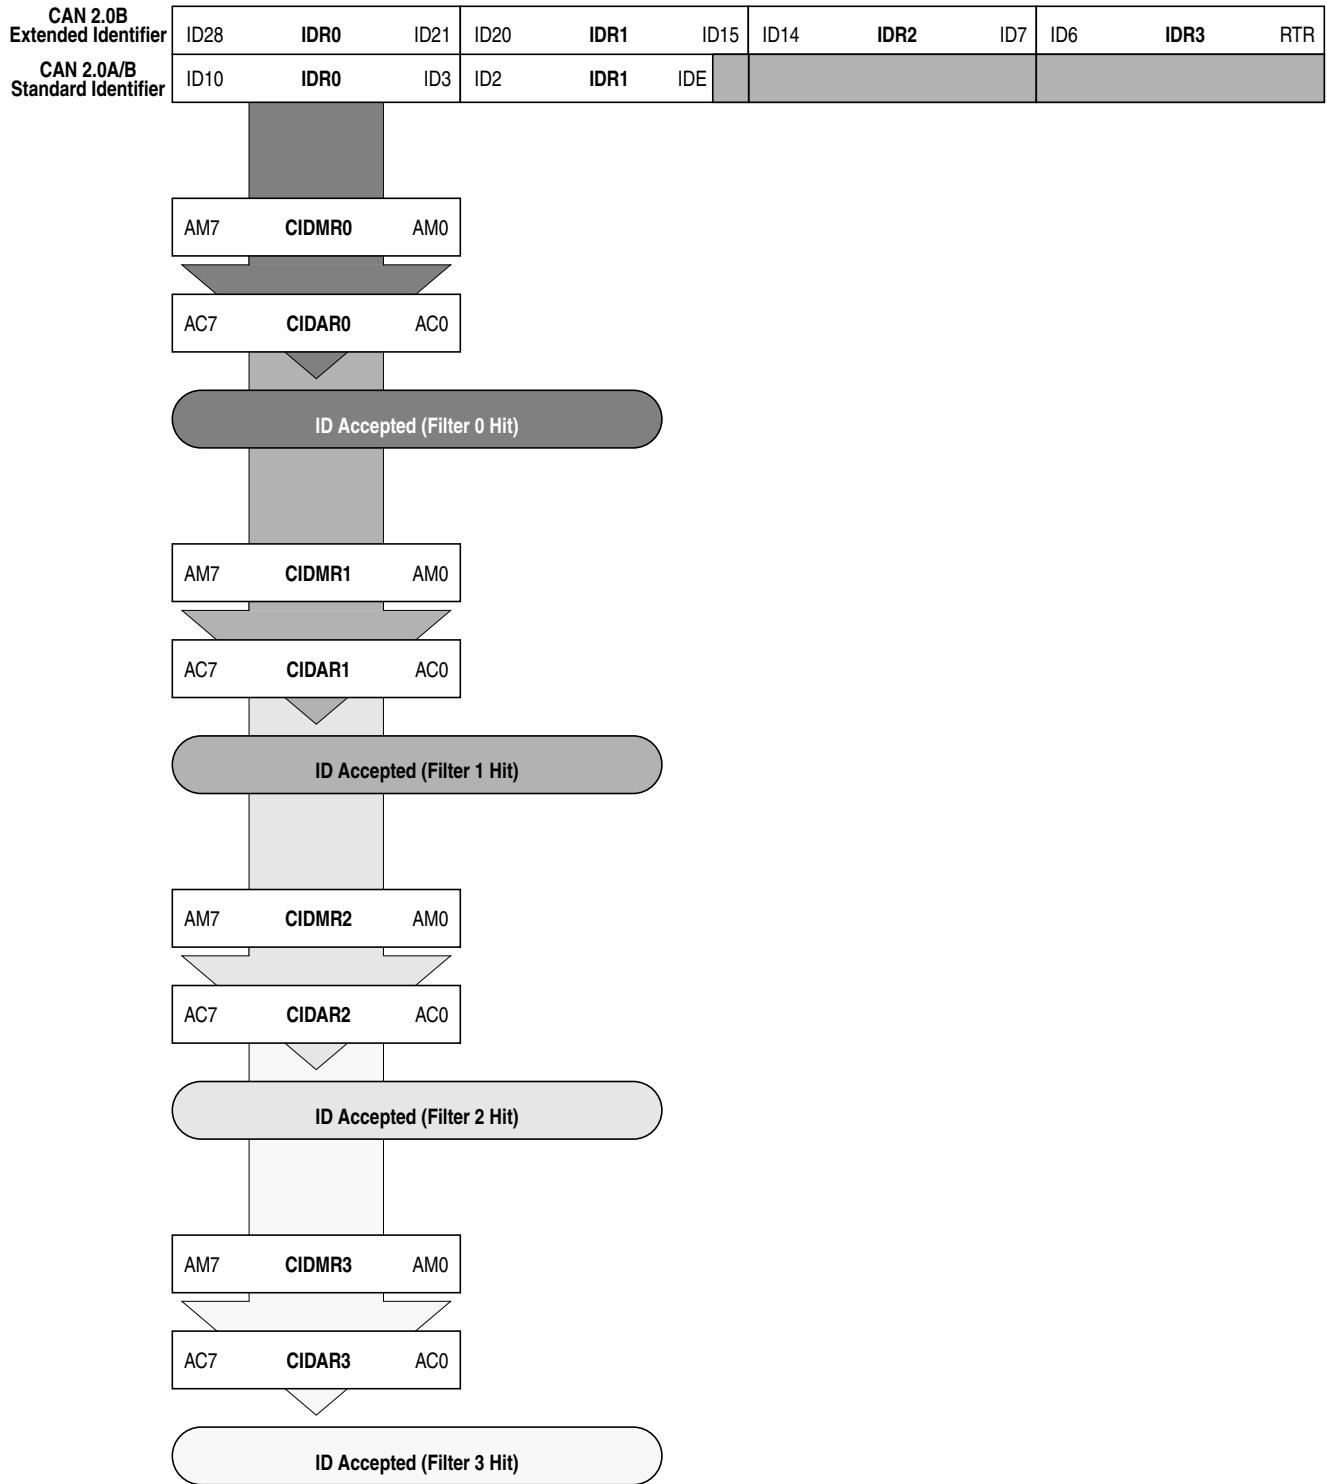 CAN 2.0B
Extended Identifier
ID28 IDR0 ID21 ID20 IDR1 ID15 ID14 IDR2 ID7 ID6 IDR3 RTR
CAN 2.0A/B
Standard Identifier
ID10 IDR0 ID3 ID2 IDR1 IDE
AM7 CIDMR0 AM0
AC7 CIDAR0 AC0
ID Accepted (Filter 0 Hit)
AM7 CIDMR1 AM0
AC7 CIDAR1 AC0
ID Accepted (Filter 1 Hit)
AM7 CIDMR2 AM0
AC7 CIDAR2 AC0
ID Accepted (Filter 2 Hit)
AM7 CIDMR3 AM0
AC7 CIDAR3 AC0
ID Accepted (Filter 3 Hit)